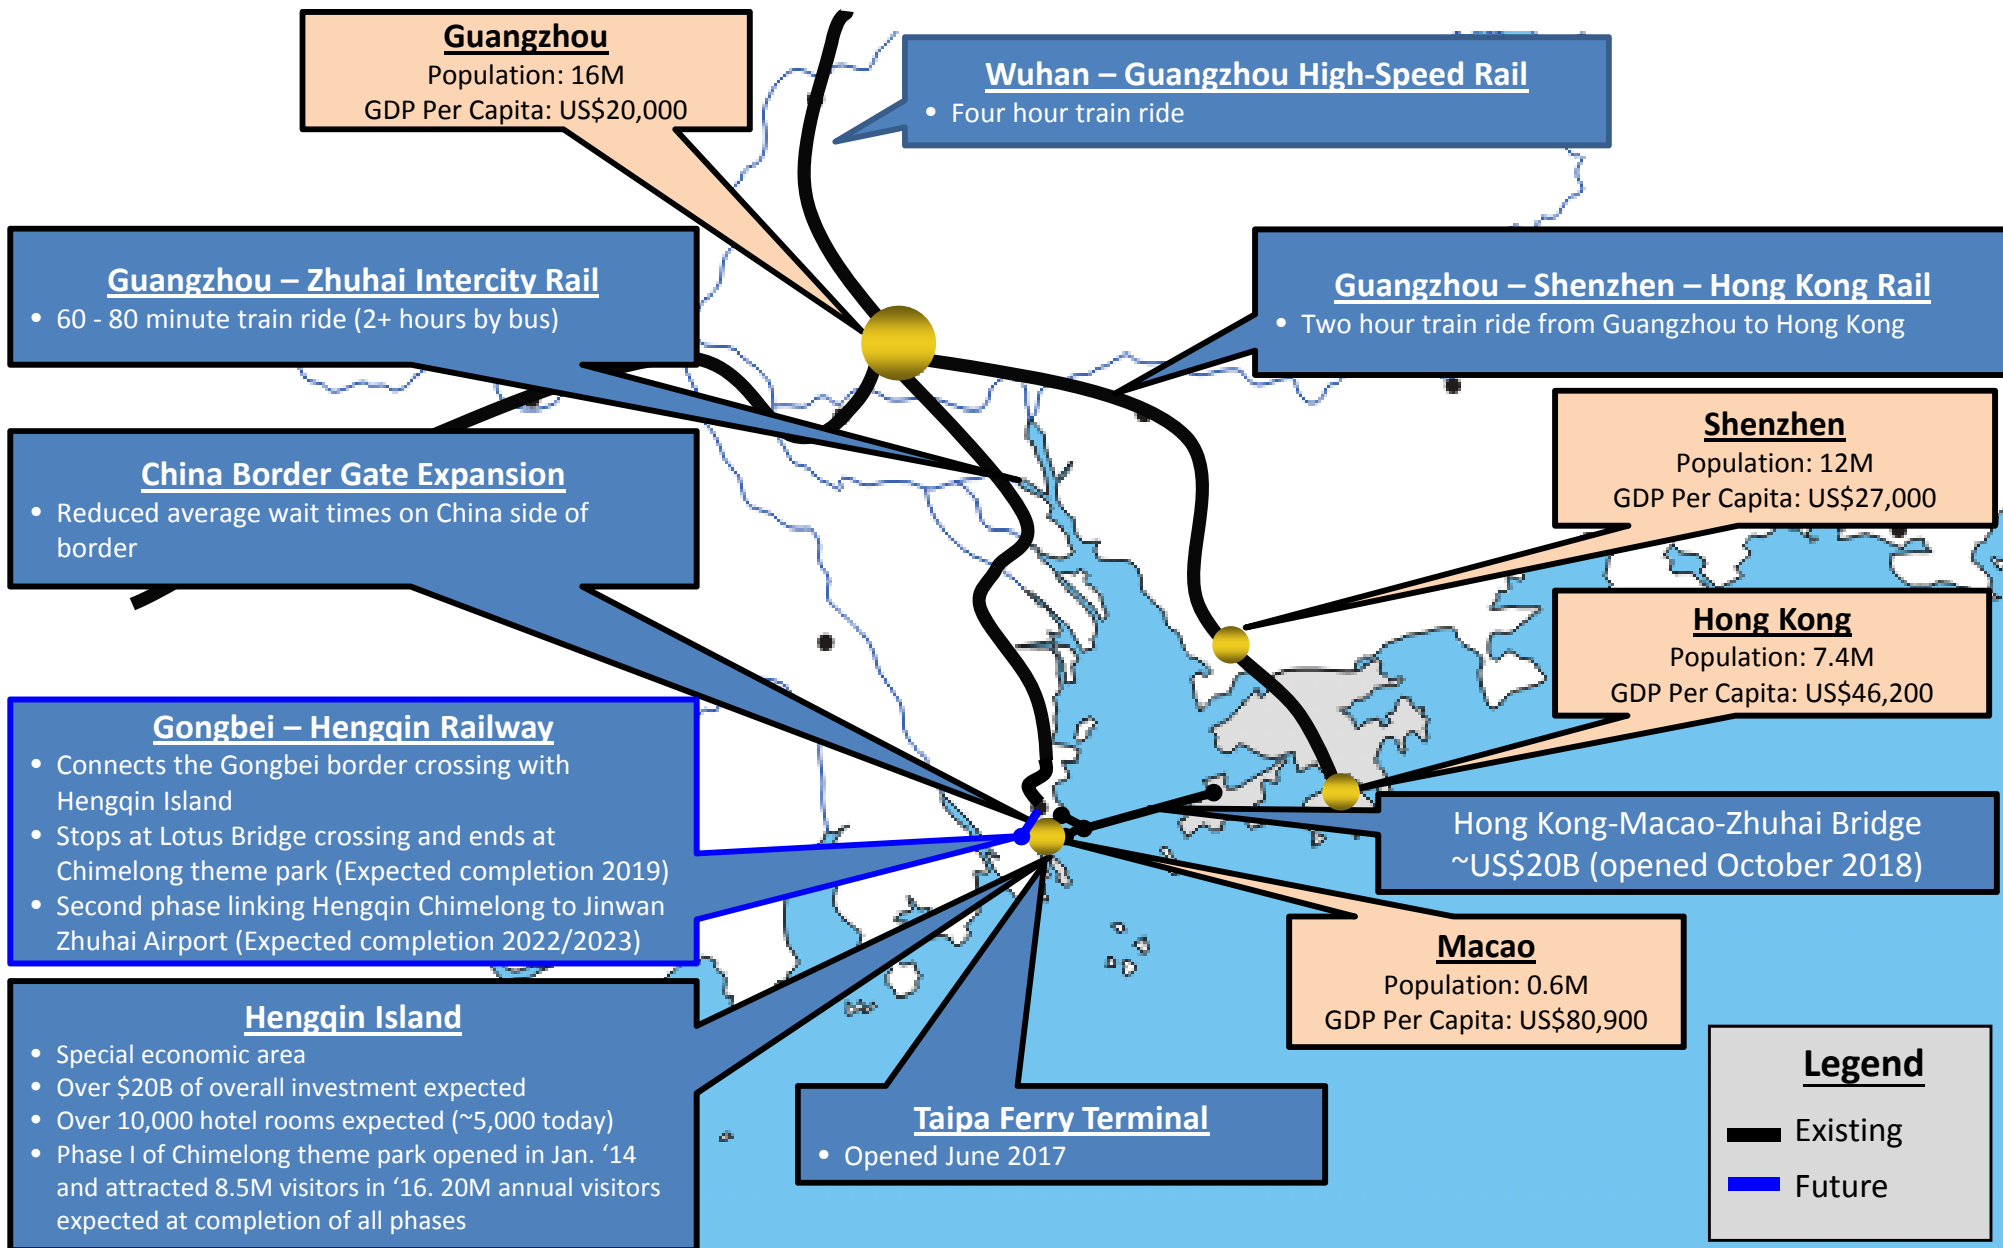 Guangzhou
Population: 16M
GDP Per Capita: US$20,000
Wuhan – Guangzhou High-Speed Rail
• Four hour train ride
Guangzhou – Zhuhai Intercity Rail
• 60 - 80 minute train ride (2+ hours by bus)
Guangzhou – Shenzhen – Hong Kong Rail
• Two hour train ride from Guangzhou to Hong Kong
China Border Gate Expansion
• Reduced average wait times on China side of
border
Shenzhen
Population: 12M
GDP Per Capita: US$27,000
Hong Kong
Population: 7.4M
GDP Per Capita: US$46,200
Gongbei – Hengqin Railway
• Connects the Gongbei border crossing with
Hengqin Island
• Stops at Lotus Bridge crossing and ends at
Chimelong theme park (Expected completion 2019)
• Second phase linking Hengqin Chimelong to Jinwan
Zhuhai Airport (Expected completion 2022/2023)
Hong Kong-Macao-Zhuhai Bridge
~US$20B (opened October 2018)
Macao
Population: 0.6M
GDP Per Capita: US$80,900
Hengqin Island
• Special economic area
• Over $20B of overall investment expected
• Over 10,000 hotel rooms expected (~5,000 today)
• Phase I of Chimelong theme park opened in Jan. ‘14
and attracted 8.5M visitors in ‘16. 20M annual visitors
expected at completion of all phases
Taipa Ferry Terminal
• Opened June 2017
Legend
Existing
Future